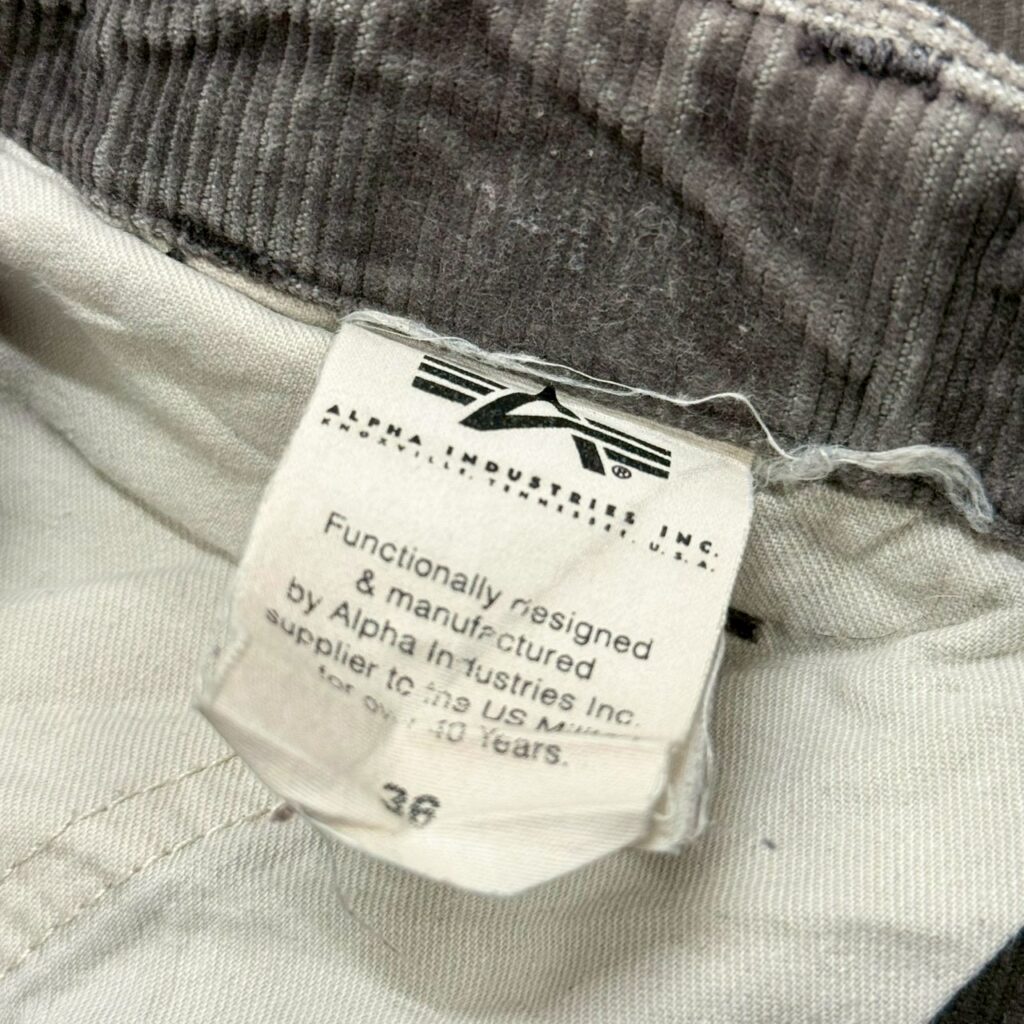 ALPHA INDUSTRIES INC.
KNOXVILLE, TENNESSEE, U.S.A.
Functionally designed
& manufactured
by Alpha Industries Inc.
supplier to the US Military
for over 40 Years.
36